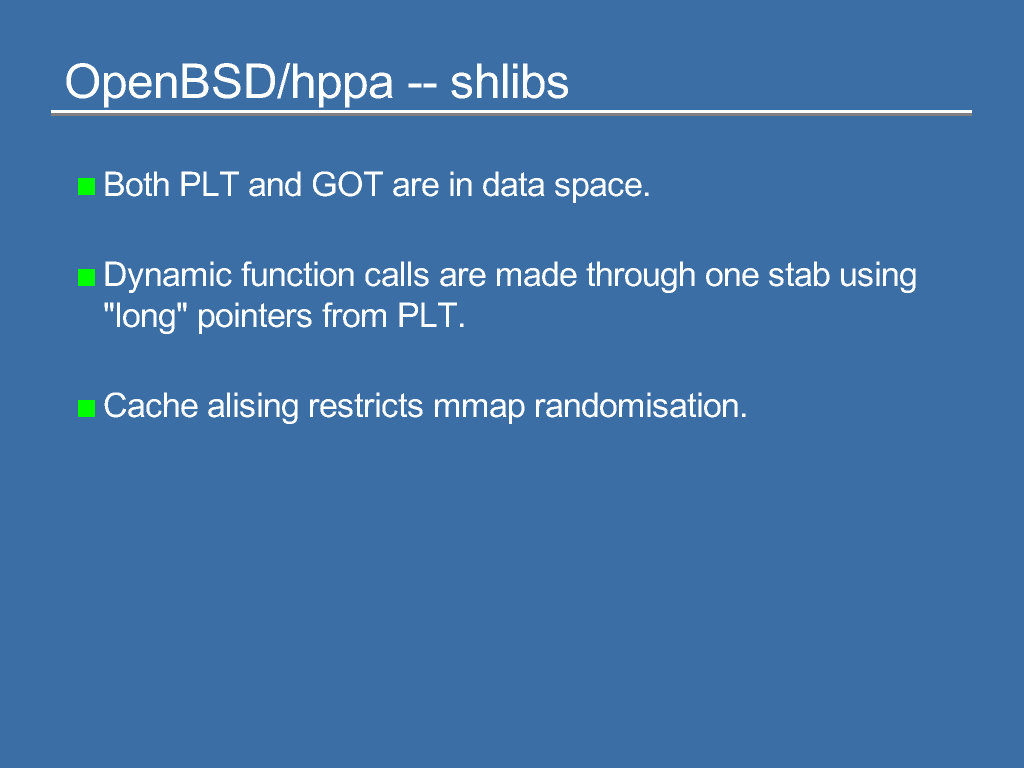 OpenBSD/hppa -- shlibs
Both PLT and GOT are in data space.
Dynamic function calls are made through one stab using
"long" pointers from PLT.
Cache alising restricts mmap randomisation.